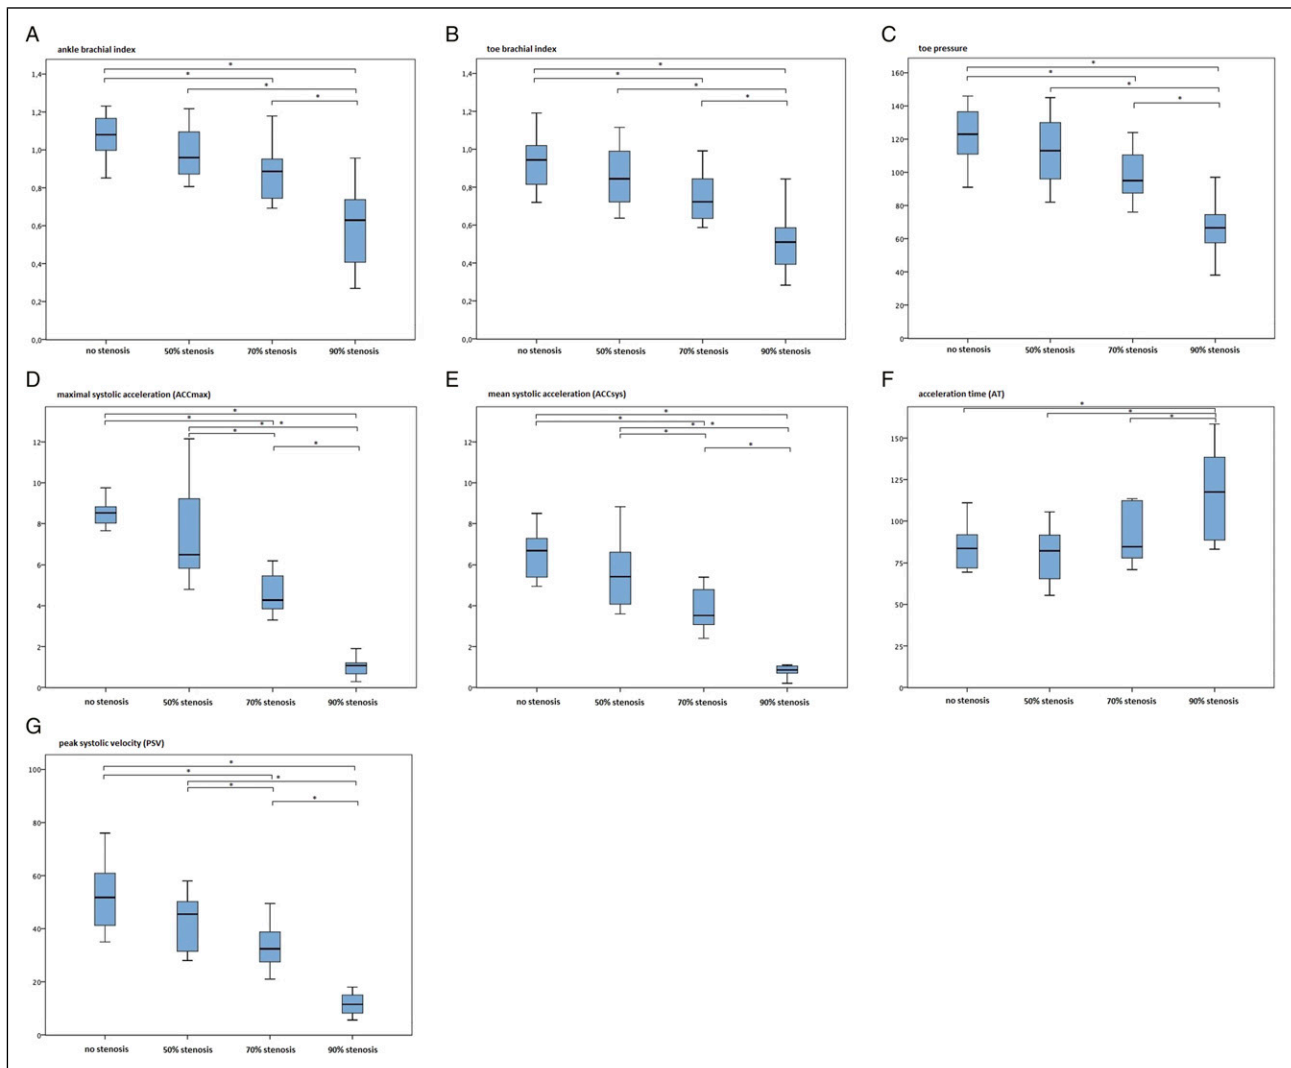 A
ankle brachial index
* * * *
1,4
1,2
1,0
0,8
0,6
0,4
0,2
0,0
no stenosis 50% stenosis 70% stenosis 90% stenosis
B
toe brachial index
* * * *
1,4
1,2
1,0
0,8
0,6
0,4
0,2
0,0
no stenosis 50% stenosis 70% stenosis 90% stenosis
C
toe pressure
* * * *
160
140
120
100
80
60
40
20
0
no stenosis 50% stenosis 70% stenosis 90% stenosis
D
maximal systolic acceleration (ACCmax)
* * * * *
12
10
8
6
4
2
0
no stenosis 50% stenosis 70% stenosis 90% stenosis
E
mean systolic acceleration (ACCsys)
* * * * *
12
10
8
6
4
2
0
no stenosis 50% stenosis 70% stenosis 90% stenosis
F
acceleration time (AT)
* * *
150
125
100
75
50
25
0
no stenosis 50% stenosis 70% stenosis 90% stenosis
G
peak systolic velocity (PSV)
* * * * *
100
80
60
40
20
0
no stenosis 50% stenosis 70% stenosis 90% stenosis